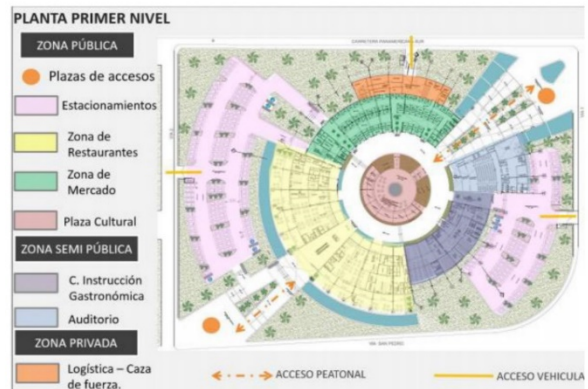 PLANTA PRIMER NIVEL
ZONA PÚBLICA
Plazas de accesos
Estacionamientos
Zona de
Restaurantes
Zona de
Mercado
Plaza Cultural
ZONA SEMI PÚBLICA
C. Instrucción
Gastronómica
Auditorio
ZONA PRIVADA
Logística – Caza
de fuerza.
ACCESO PEATONAL
ACCESO VEHICULA